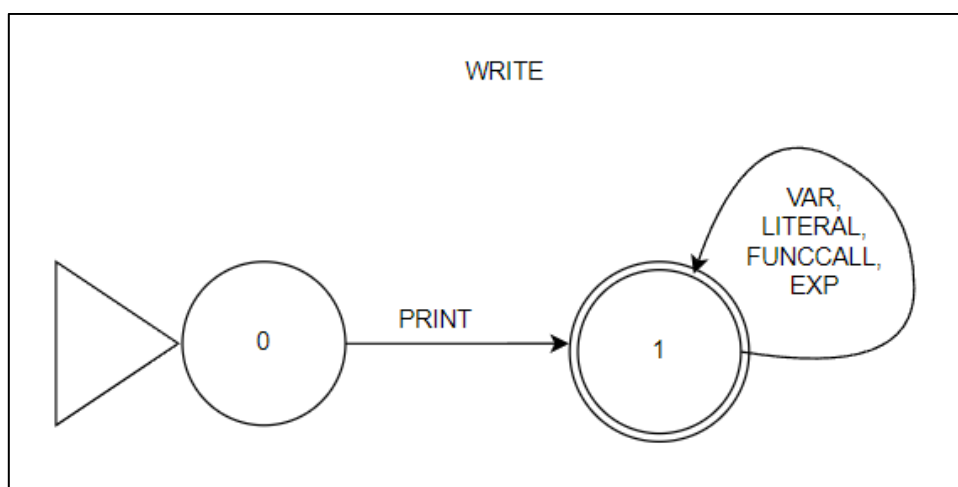 WRITE
VAR,
LITERAL,
FUNCCALL,
EXP
PRINT
0
1